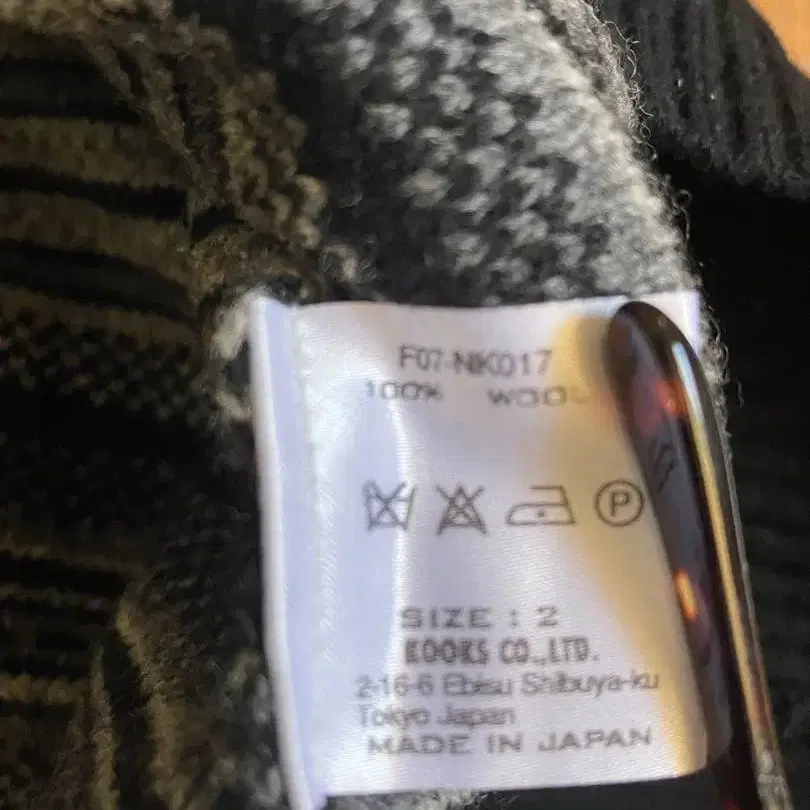 F07-NK017
100% WOOL
P
SIZE : 2
KOOKS CO.,LTD.
2-16-6 Ebisu Shibuya-ku
Tokyo Japan
MADE IN JAPAN